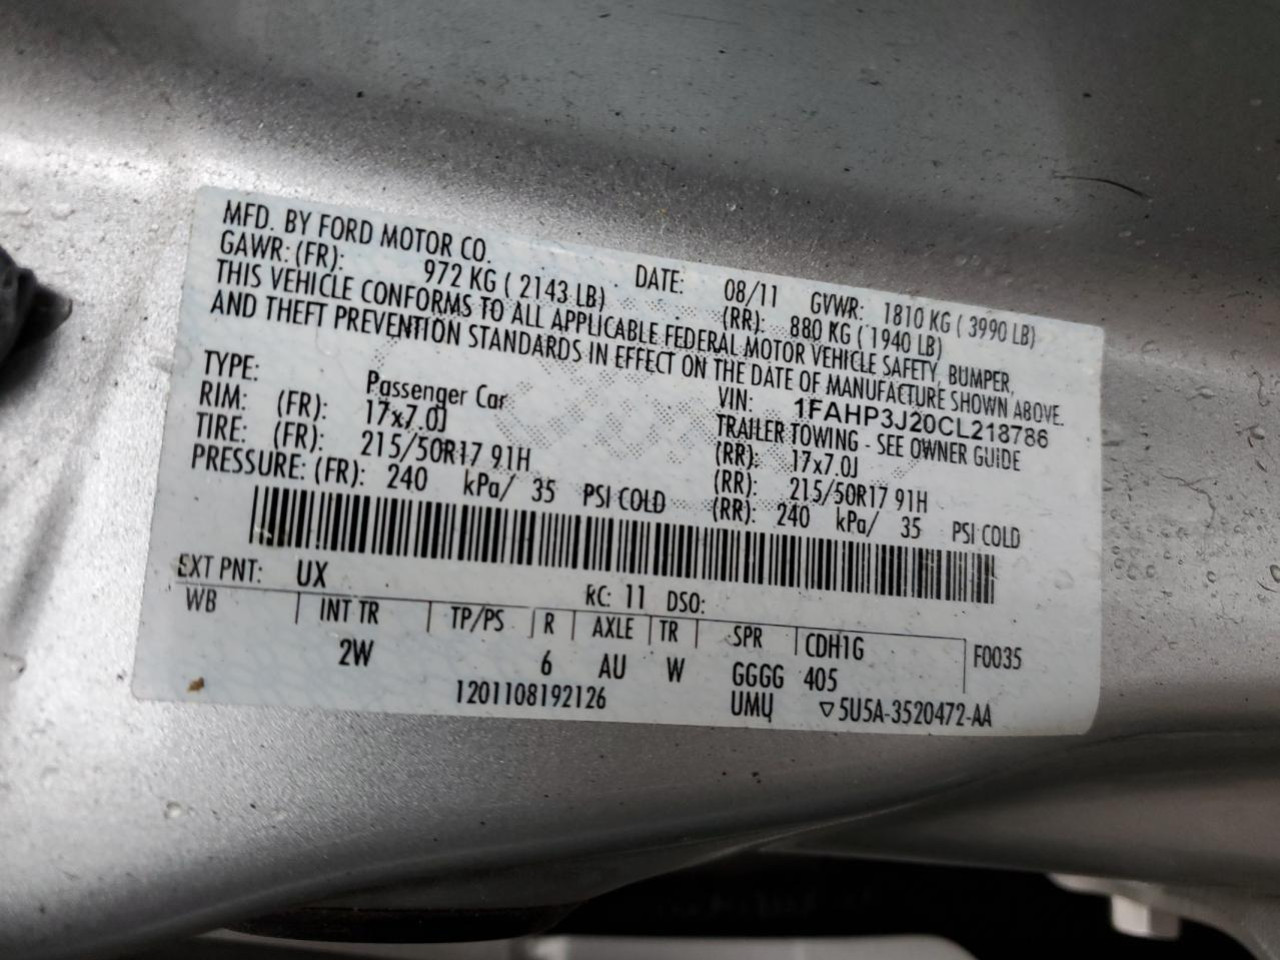 MFD. BY FORD MOTOR CO.
DATE: 08/11 GVWR: 1810 KG ( 3990 LB)
GAWR: (FR): 972 KG ( 2143 LB) (RR): 880 KG ( 1940 LB)
THIS VEHICLE CONFORMS TO ALL APPLICABLE FEDERAL MOTOR VEHICLE SAFETY, BUMPER,
AND THEFT PREVENTION STANDARDS IN EFFECT ON THE DATE OF MANUFACTURE SHOWN ABOVE.
VIN: 1FAHP3J20CL218786
TYPE: Passenger Car TRAILER TOWING - SEE OWNER GUIDE
RIM: (FR): 17x7.0J (RR): 17x7.0J
TIRE: (FR): 215/50R17 91H (RR): 215/50R17 91H
PRESSURE: (FR): 240 kPa/ 35 PSI COLD (RR): 240 kPa/ 35 PSI COLD
EXT PNT: UX RC: 11 DSO:
WB INT TR TP/PS R AXLE TR SPR CDH1G F0035
2W 6 AU W GGGG 405
1201108192126 UMU ▽5U5A-3520472-AA